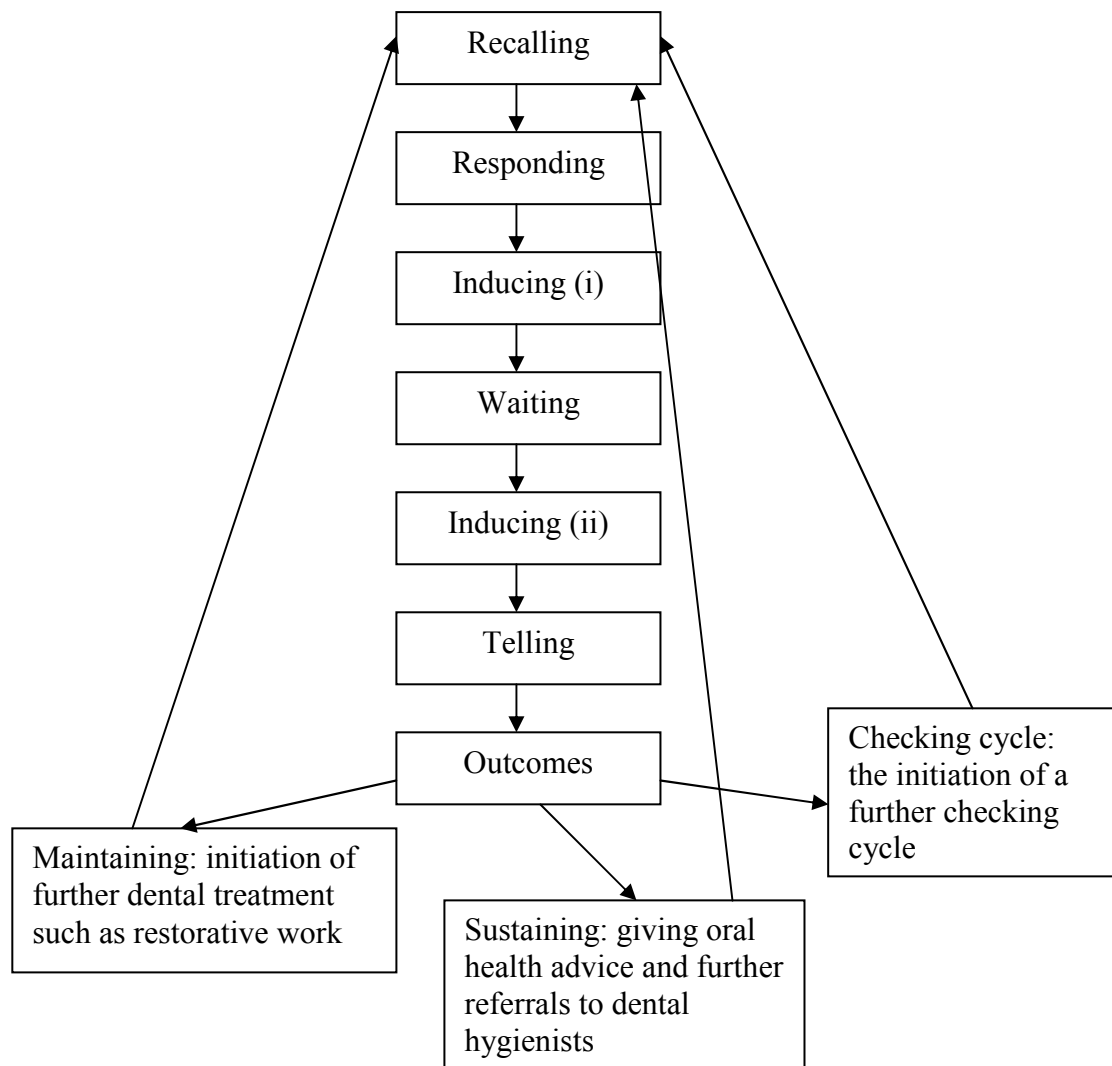 Recalling
Responding
Inducing (i)
Waiting
Inducing (ii)
Telling
Outcomes
Maintaining: initiation of
further dental treatment
such as restorative work
Sustaining: giving oral
health advice and further
referrals to dental
hygienists
Checking cycle:
the initiation of a
further checking
cycle